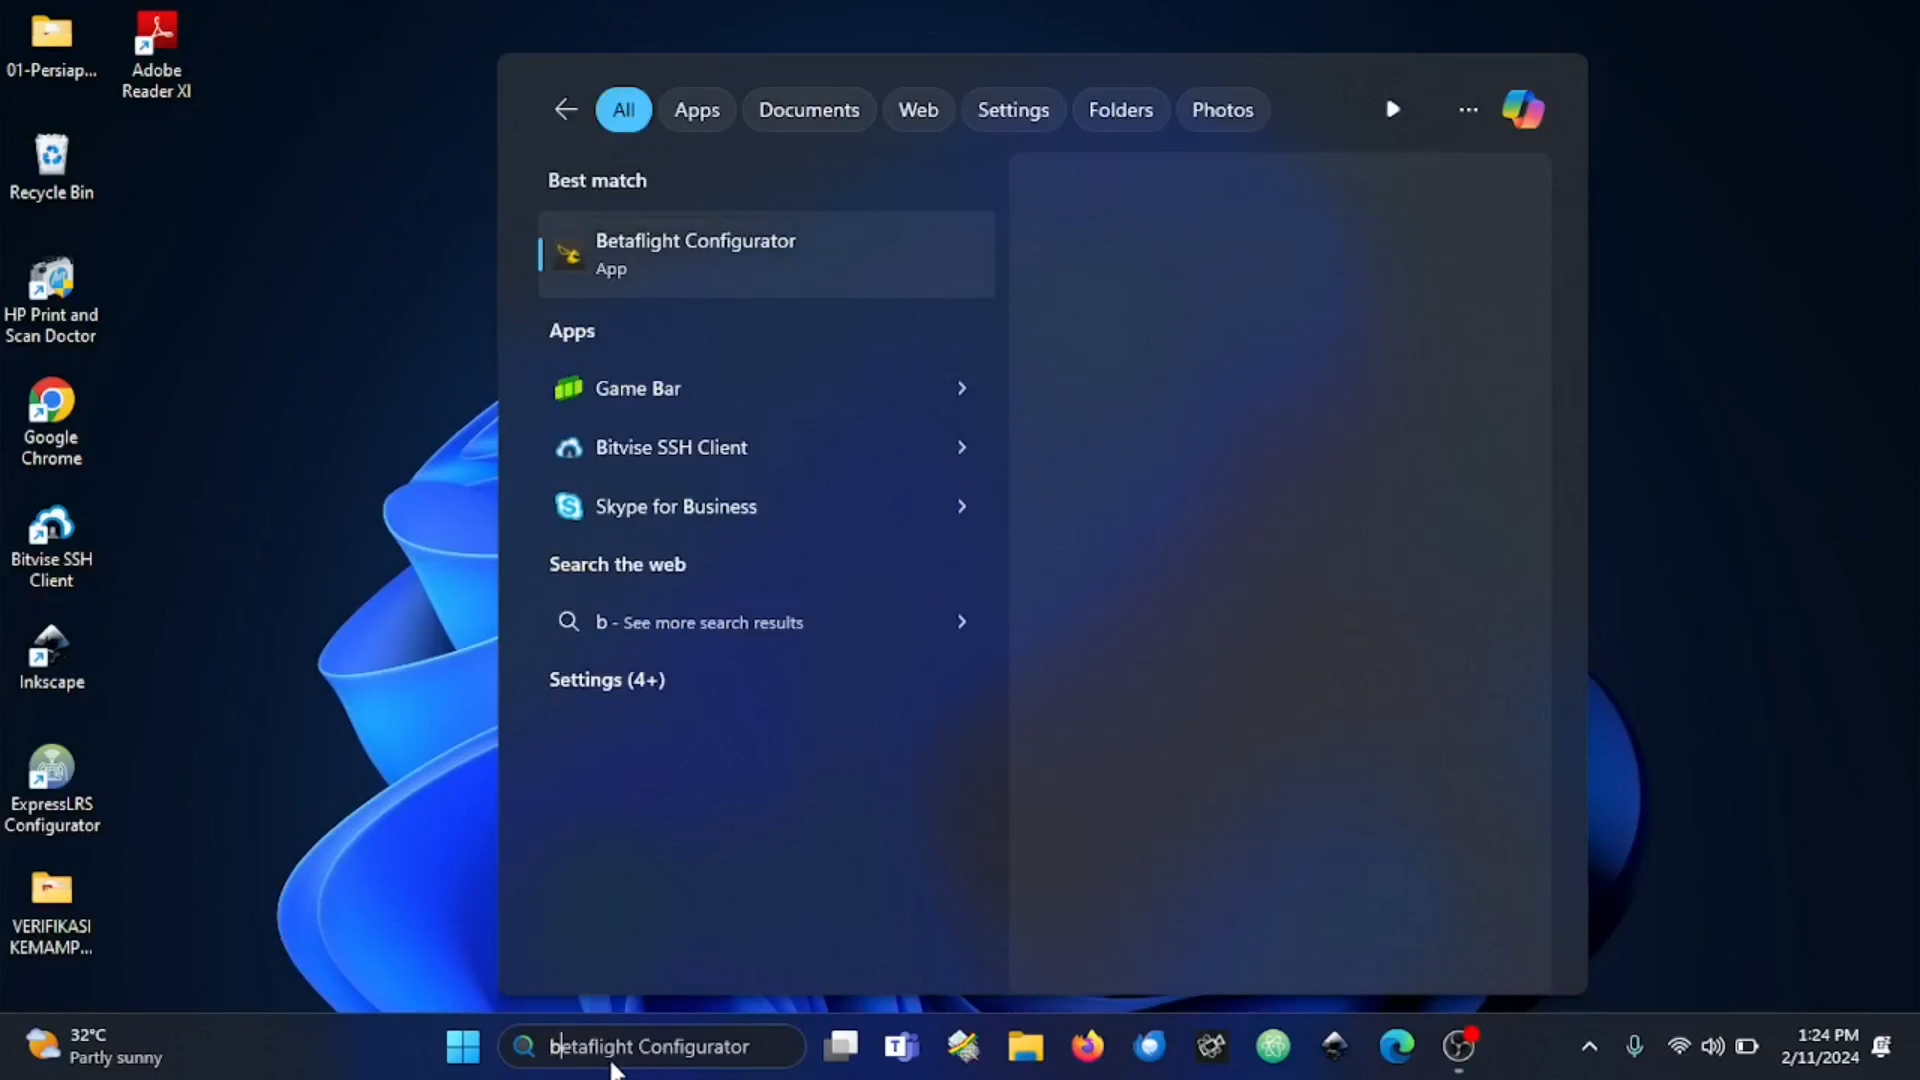 01-Persiap...
Adobe
Reader XI
Recycle Bin
HP Print and
Scan Doctor
Google
Chrome
Bitvise SSH
Client
Inkscape
ExpressLRS
Configurator
VERIFIKASI
KEMAMP...
All
Apps
Documents
Web
Settings
Folders
Photos
Best match
Betaflight Configurator
App
Apps
Game Bar
Bitvise SSH Client
Skype for Business
Search the web
b - See more search results
Settings (4+)
32°C
Partly sunny
betaflight Configurator
1:24 PM
2/11/2024